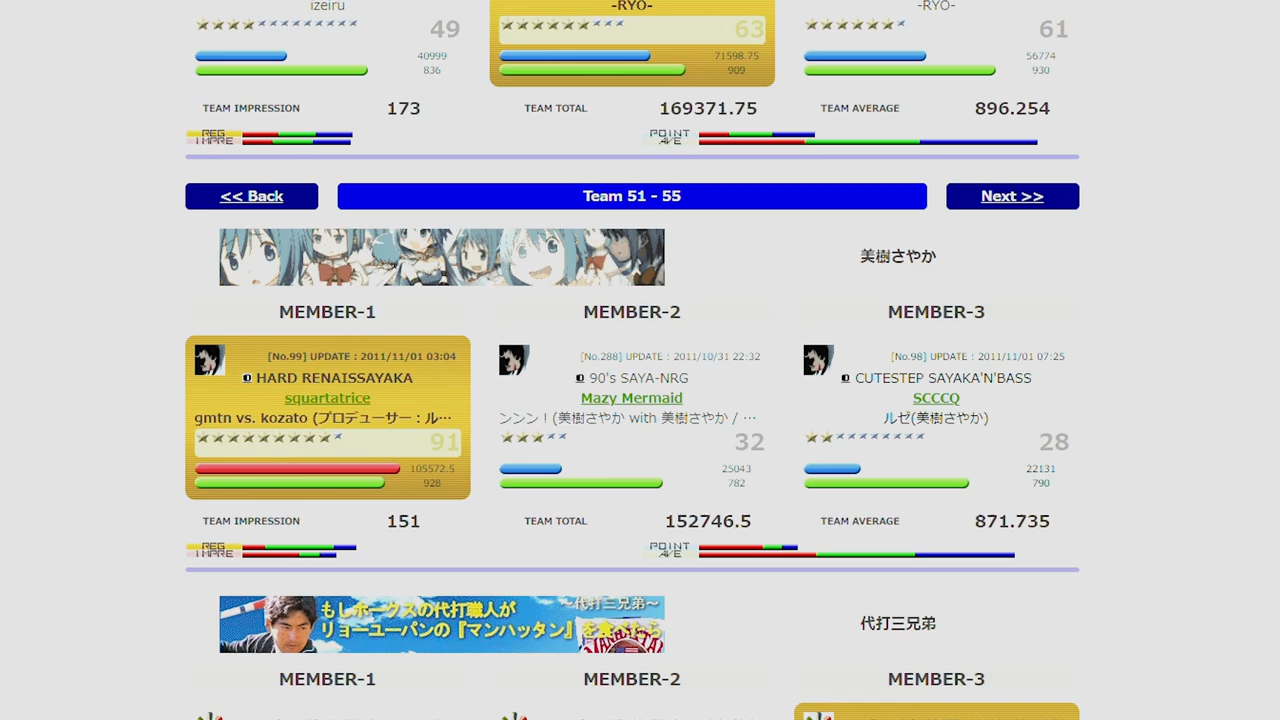 izeiru
-RYO-
-RYO-
49
63
61
40999
836
71598.75
909
56774
930
TEAM IMPRESSION 173 TEAM TOTAL 169371.75 TEAM AVERAGE 896.254
REG
IMPRE
POINT
AVE
<< Back
Team 51 - 55
Next >>
美樹さやか
MEMBER-1 MEMBER-2 MEMBER-3
[No.99] UPDATE : 2011/11/01 03:04
HARD RENAISSAYAKA
squartatrice
gmtn vs. kozato (プロデューサー : ル…
91
105572.5
928
[No.288] UPDATE : 2011/10/31 22:32
90's SAYA-NRG
Mazy Mermaid
ンンン！(美樹さやか with 美樹さやか / …
32
25043
782
[No.98] UPDATE : 2011/11/01 07:25
CUTESTEP SAYAKA'N'BASS
SCCCQ
ルゼ(美樹さやか)
28
22131
790
TEAM IMPRESSION 151 TEAM TOTAL 152746.5 TEAM AVERAGE 871.735
REG
IMPRE
POINT
AVE
もしホークスの代打職人が
～代打三兄弟～
リョーユーパンの『マンハッタン』を食べたら
代打三兄弟
MEMBER-1 MEMBER-2 MEMBER-3